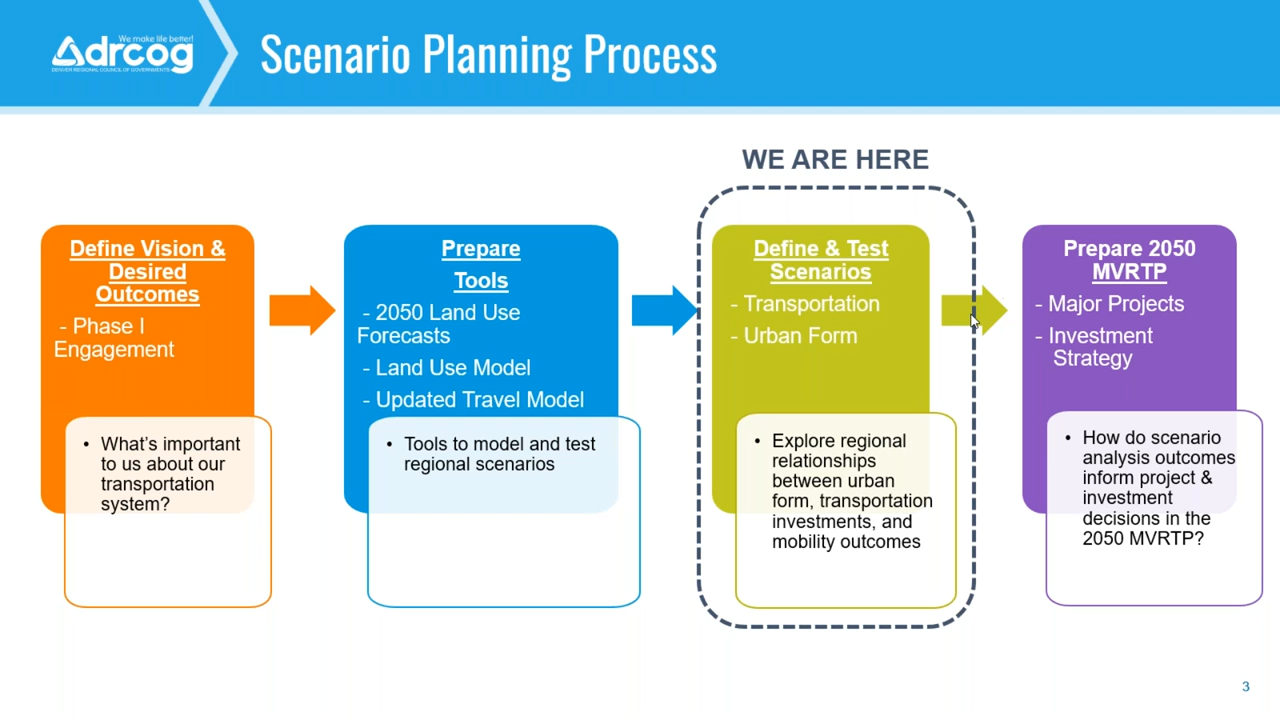 We make life better!
drcog
DENVER REGIONAL COUNCIL OF GOVERNMENTS
Scenario Planning Process
WE ARE HERE
Define Vision &
Desired
Outcomes
- Phase I
Engagement
• What's important
to us about our
transportation
system?
Prepare
Tools
- 2050 Land Use
Forecasts
- Land Use Model
- Updated Travel Model
• Tools to model and test
regional scenarios
Define & Test
Scenarios
- Transportation
- Urban Form
• Explore regional
relationships
between urban
form, transportation
investments, and
mobility outcomes
Prepare 2050
MVRTP
- Major Projects
- Investment
Strategy
• How do scenario
analysis outcomes
inform project &
investment
decisions in the
2050 MVRTP?
3